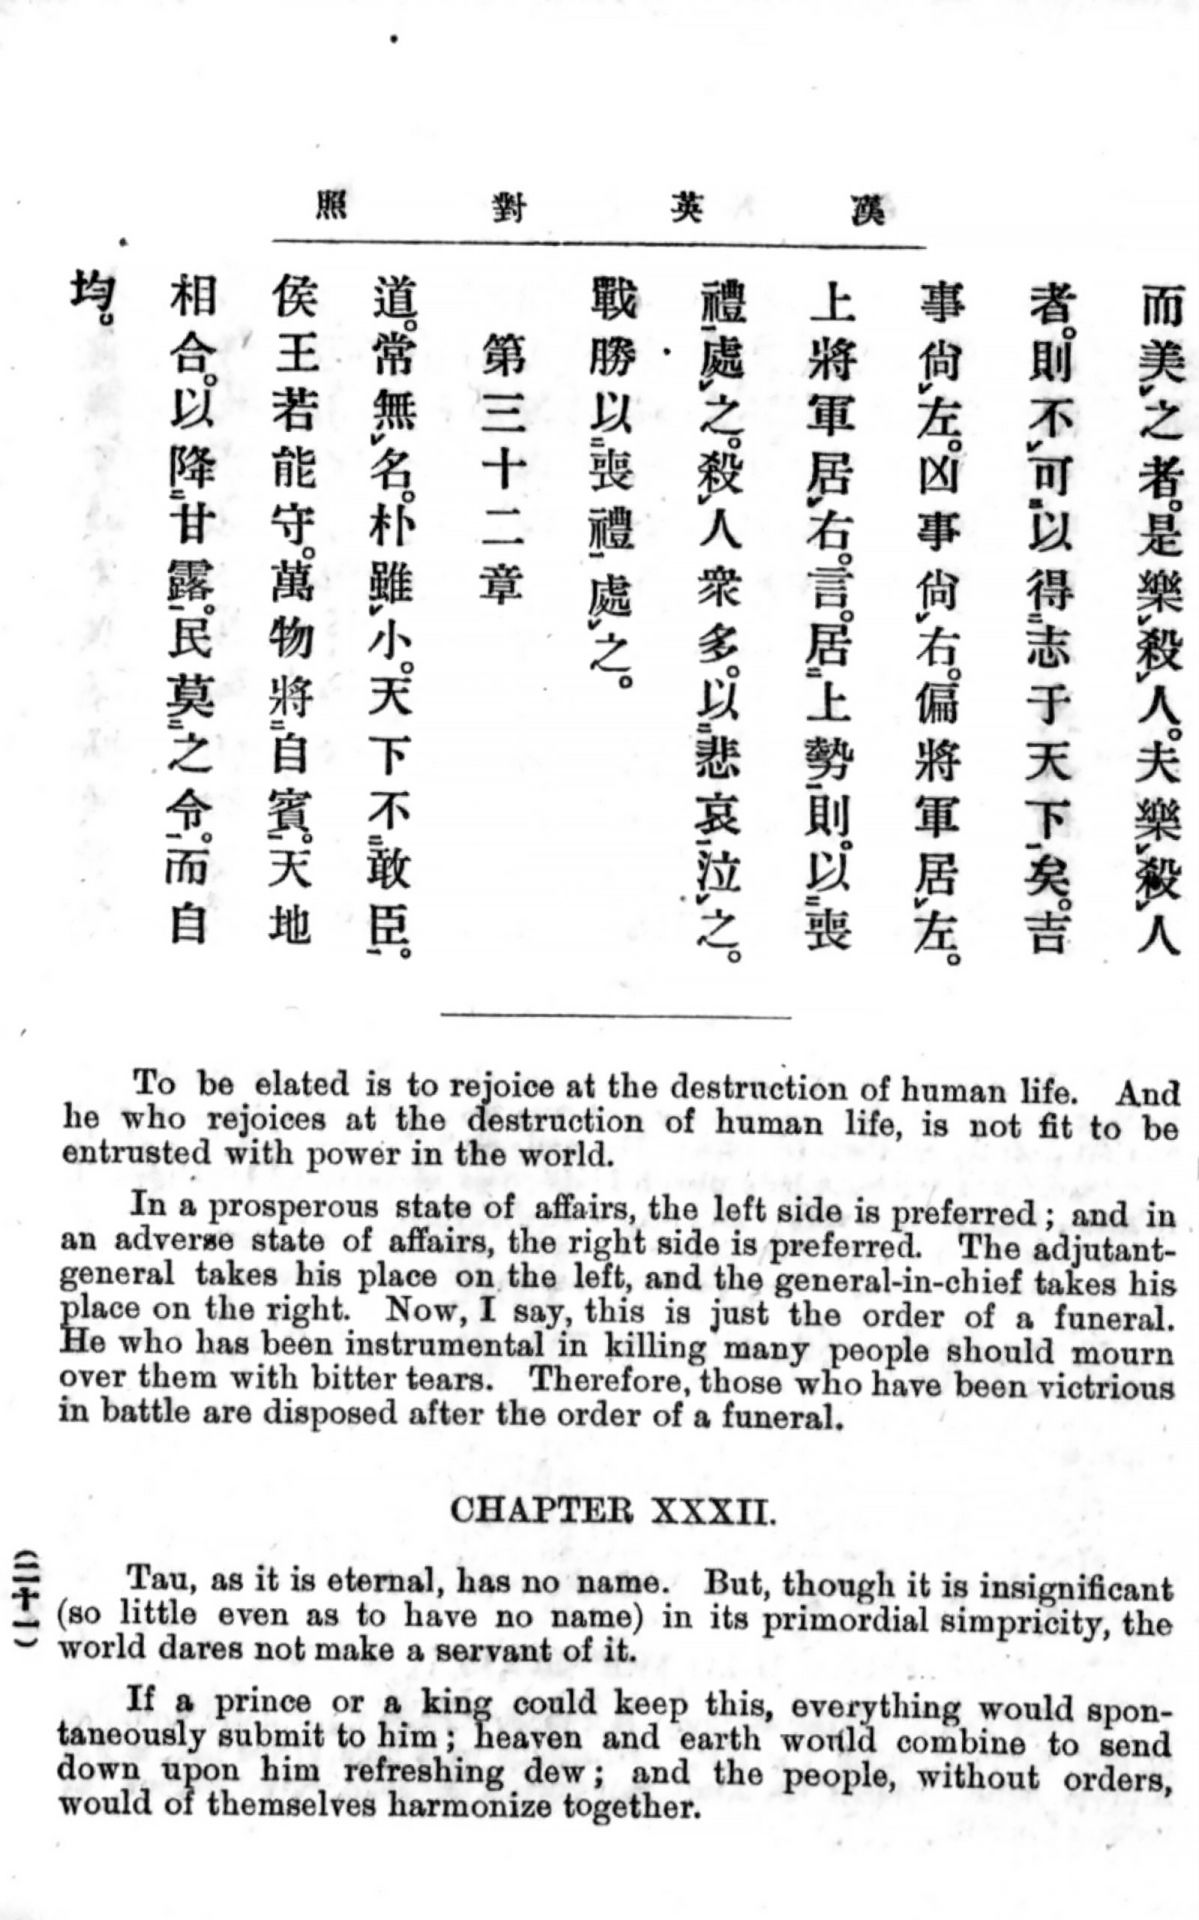 漢英對照
而美之者。是樂殺人。夫樂殺人
者。則不可以得志于天下矣。吉
事尙左。凶事尙右。偏將軍居左。
上將軍居右。言。居上勢則。以喪
禮處之。殺人衆多。以悲哀泣之。
戰勝以喪禮處之。
第三十二章
道。常無名。朴雖小。天下不敢臣。
侯王若能守。萬物將自賓。天地
相合。以降甘露。民莫之令。而自
均。
To be elated is to rejoice at the destruction of human life. And
he who rejoices at the destruction of human life, is not fit to be
entrusted with power in the world.
In a prosperous state of affairs, the left side is preferred; and in
an adverse state of affairs, the right side is preferred. The adjutant-
general takes his place on the left, and the general-in-chief takes his
place on the right. Now, I say, this is just the order of a funeral.
He who has been instrumental in killing many people should mourn
over them with bitter tears. Therefore, those who have been victrious
in battle are disposed after the order of a funeral.
CHAPTER XXXII.
Tau, as it is eternal, has no name. But, though it is insignificant
(so little even as to have no name) in its primordial simpricity, the
world dares not make a servant of it.
If a prince or a king could keep this, everything would spon-
taneously submit to him; heaven and earth would combine to send
down upon him refreshing dew; and the people, without orders,
would of themselves harmonize together.
(二十一)